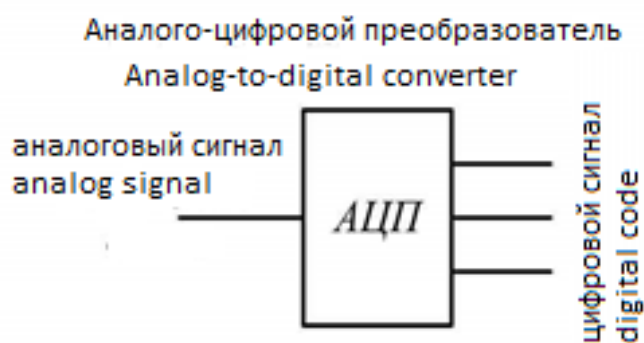 Аналого-цифровой преобразователь
Analog-to-digital converter
аналоговый сигнал
analog signal
АЦП
цифровой сигнал
digital code